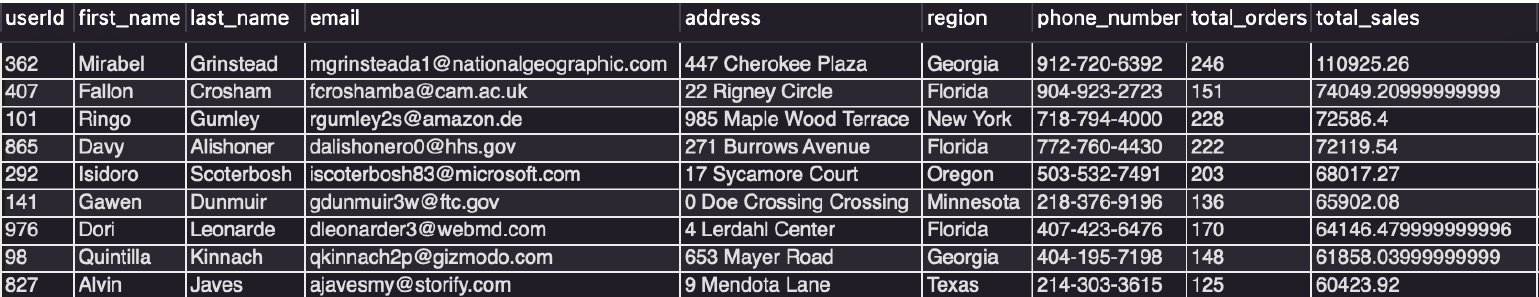 userId first_name last_name email address region phone_number total_orders total_sales
362 Mirabel Grinstead mgrinsteada1@nationalgeographic.com 447 Cherokee Plaza Georgia 912-720-6392 246 110925.26
407 Fallon Crosham fcroshamba@cam.ac.uk 22 Rigney Circle Florida 904-923-2723 151 74049.20999999999
101 Ringo Gumley rgumley2s@amazon.de 985 Maple Wood Terrace New York 718-794-4000 228 72586.4
865 Davy Alishoner dalishonero0@hhs.gov 271 Burrows Avenue Florida 772-760-4430 222 72119.54
292 Isidoro Scoterbosh iscoterbosh83@microsoft.com 17 Sycamore Court Oregon 503-532-7491 203 68017.27
141 Gawen Dunmuir gdunmuir3w@ftc.gov 0 Doe Crossing Crossing Minnesota 218-376-9196 136 65902.08
976 Dori Leonarde dleonarder3@webmd.com 4 Lerdahl Center Florida 407-423-6476 170 64146.479999999996
98 Quintilla Kinnach qkinnach2p@gizmodo.com 653 Mayer Road Georgia 404-195-7198 148 61858.03999999999
827 Alvin Javes ajavesmy@storify.com 9 Mendota Lane Texas 214-303-3615 125 60423.92